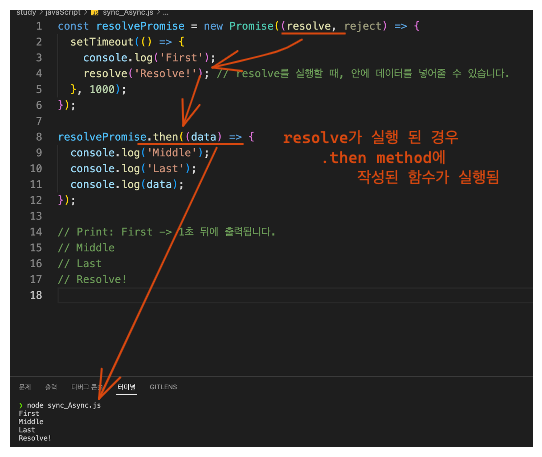 study > javaScript > sync_Async.js > ...
1 const resolvePromise = new Promise((resolve, reject) => {
2 setTimeout(() => {
3 console.log('First');
4 resolve('Resolve!'); // resolve를 실행할 때, 안에 데이터를 넣어줄 수 있습니다.
5 }, 1000);
6 });
7
8 resolvePromise.then((data) => {
9 console.log('Middle');
10 console.log('Last');
11 console.log(data);
12 });
13
14 // Print: First -> 1초 뒤에 출력됩니다.
15 // Middle
16 // Last
17 // Resolve!
18
resolve가 실행 된 경우
.then method에
작성된 함수가 실행됨
문제 출력 디버그 콘솔 터미널 GITLENS
❯ node sync_Async.js
First
Middle
Last
Resolve!